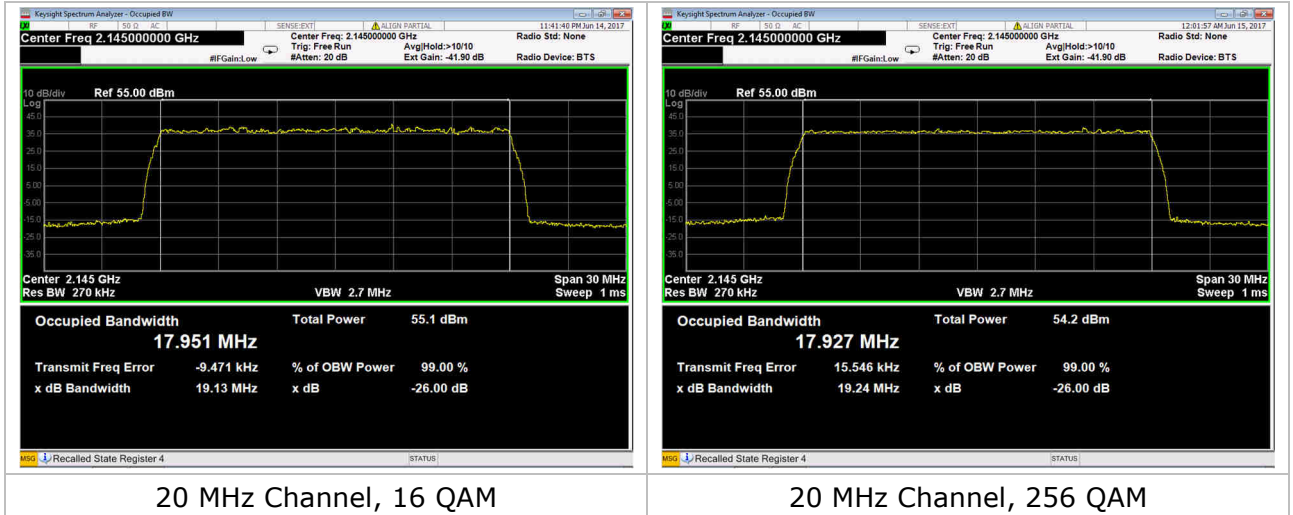 Keysight Spectrum Analyzer - Occupied BW
RF 50 Ω AC SENSE:EXT ALIGN PARTIAL 11:41:40 PM Jun 14, 2017
Center Freq 2.145000000 GHz Center Freq: 2.145000000 GHz Radio Std: None
Trig: Free Run Avg|Hold:>10/10
#IFGain:Low #Atten: 20 dB Ext Gain: -41.90 dB Radio Device: BTS
10 dB/div Ref 55.00 dBm
Log
45.0
35.0
25.0
15.0
5.00
-5.00
-15.0
-25.0
-35.0
Center 2.145 GHz Span 30 MHz
Res BW 270 kHz VBW 2.7 MHz Sweep 1 ms
Occupied Bandwidth Total Power 55.1 dBm
17.951 MHz
Transmit Freq Error -9.471 kHz % of OBW Power 99.00 %
x dB Bandwidth 19.13 MHz x dB -26.00 dB
MSG Recalled State Register 4 STATUS
20 MHz Channel, 16 QAM
Keysight Spectrum Analyzer - Occupied BW
RF 50 Ω AC SENSE:EXT ALIGN PARTIAL 12:01:57 AM Jun 15, 2017
Center Freq 2.145000000 GHz Center Freq: 2.145000000 GHz Radio Std: None
Trig: Free Run Avg|Hold:>10/10
#IFGain:Low #Atten: 20 dB Ext Gain: -41.90 dB Radio Device: BTS
10 dB/div Ref 55.00 dBm
Log
45.0
35.0
25.0
15.0
5.00
-5.00
-15.0
-25.0
-35.0
Center 2.145 GHz Span 30 MHz
Res BW 270 kHz VBW 2.7 MHz Sweep 1 ms
Occupied Bandwidth Total Power 54.2 dBm
17.927 MHz
Transmit Freq Error 15.546 kHz % of OBW Power 99.00 %
x dB Bandwidth 19.24 MHz x dB -26.00 dB
MSG Recalled State Register 4 STATUS
20 MHz Channel, 256 QAM